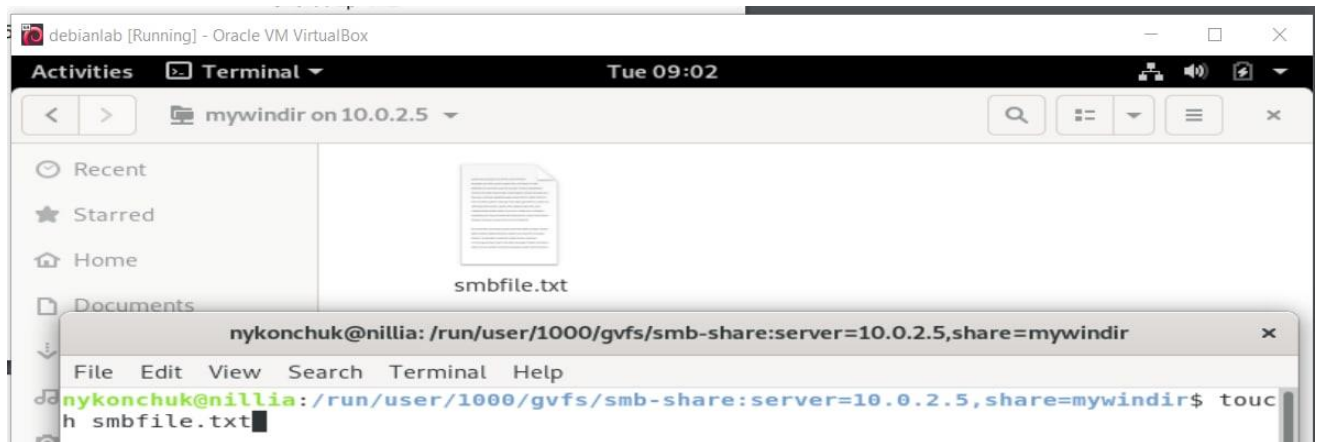 debianlab [Running] - Oracle VM VirtualBox
Activities Terminal Tue 09:02
mywindir on 10.0.2.5
Recent
Starred
Home
Documents
smbfile.txt
nykonchuk@nillia: /run/user/1000/gvfs/smb-share:server=10.0.2.5,share=mywindir
File Edit View Search Terminal Help
nykonchuk@nillia:/run/user/1000/gvfs/smb-share:server=10.0.2.5,share=mywindir$ touc
h smbfile.txt